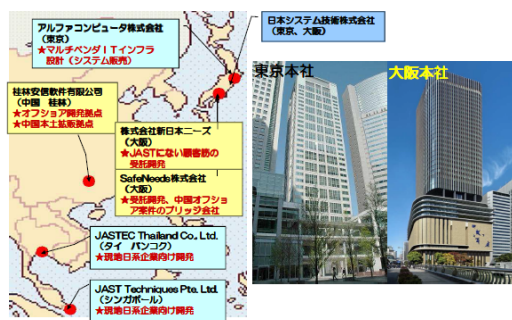 アルファコンピュータ株式会社
（東京）
★マルチベンダＩＴインフラ
設計（システム販売）
日本システム技術株式会社
（東京、大阪）
桂林安信軟件有限公司
（中国　桂林）
★オフショア開発拠点
★中国本土拡販拠点
株式会社新日本ニーズ
（大阪）
★JASTにない顧客筋の
受託開発
SafeNeeds株式会社
（大阪）
★受託開発、中国オフショ
ア案件のブリッジ会社
JASTEC Thailand Co., Ltd.
（タイ　バンコク）
★現地日系企業向け開発
JAST Techniques Pte. Ltd.
（シンガポール）
★現地日系企業向け開発
東京本社
大阪本社